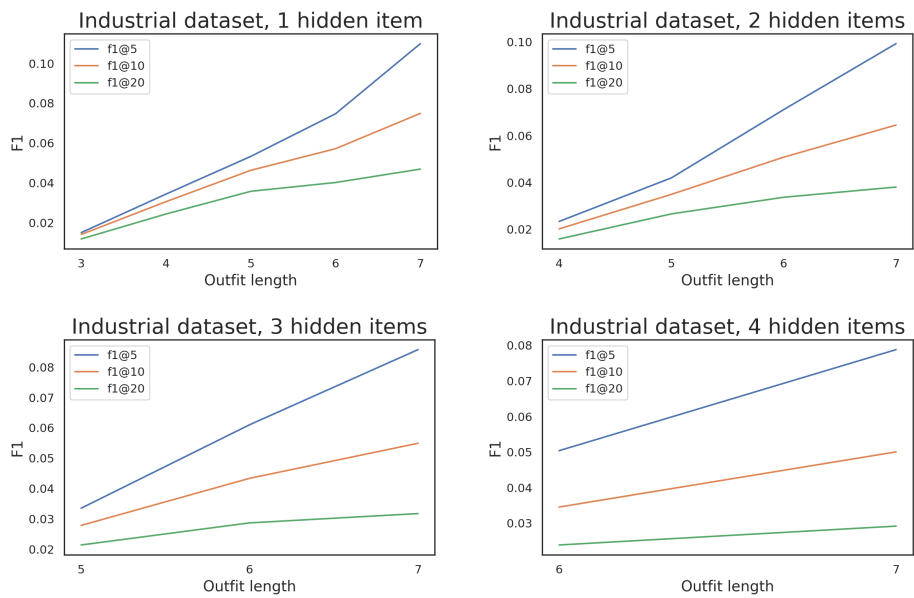 Industrial dataset, 1 hidden item
f1@5
f1@10
f1@20
0.10
0.08
0.06
0.04
0.02
F1
3 4 5 6 7
Outfit length
Industrial dataset, 2 hidden items
f1@5
f1@10
f1@20
0.10
0.08
0.06
0.04
0.02
F1
4 5 6 7
Outfit length
Industrial dataset, 3 hidden items
f1@5
f1@10
f1@20
0.08
0.07
0.06
0.05
0.04
0.03
0.02
F1
5 6 7
Outfit length
Industrial dataset, 4 hidden items
f1@5
f1@10
f1@20
0.08
0.07
0.06
0.05
0.04
0.03
F1
6 7
Outfit length